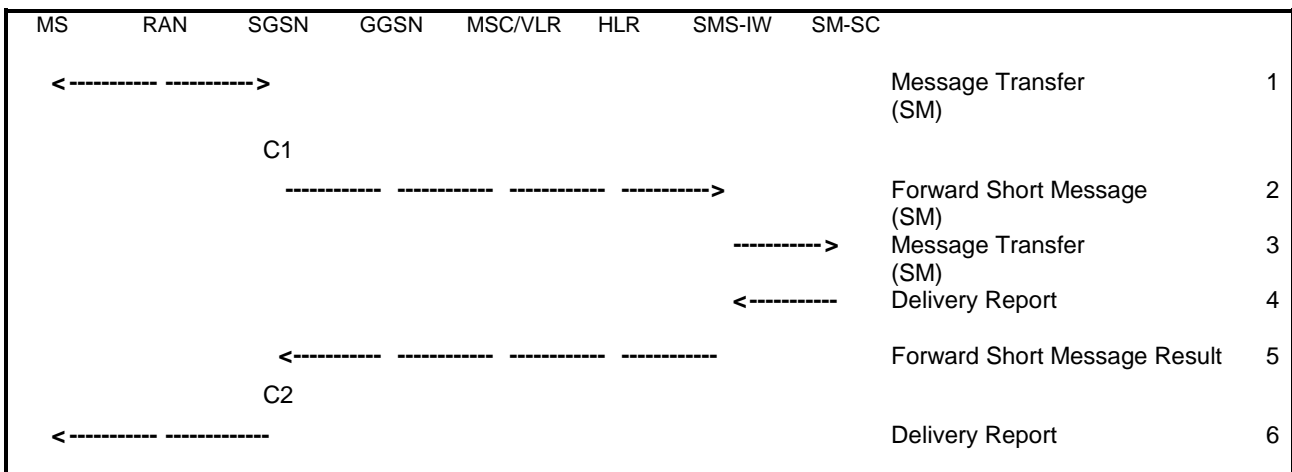 MS RAN SGSN GGSN MSC/VLR HLR SMS-IW SM-SC
<----------- -----------> Message Transfer 1
(SM)
C1
------------ ------------ ------------ -----------> Forward Short Message 2
(SM)
-----------> Message Transfer 3
(SM)
<----------- Delivery Report 4
<----------- ------------ ------------ ------------ Forward Short Message Result 5
C2
<----------- ------------- Delivery Report 6